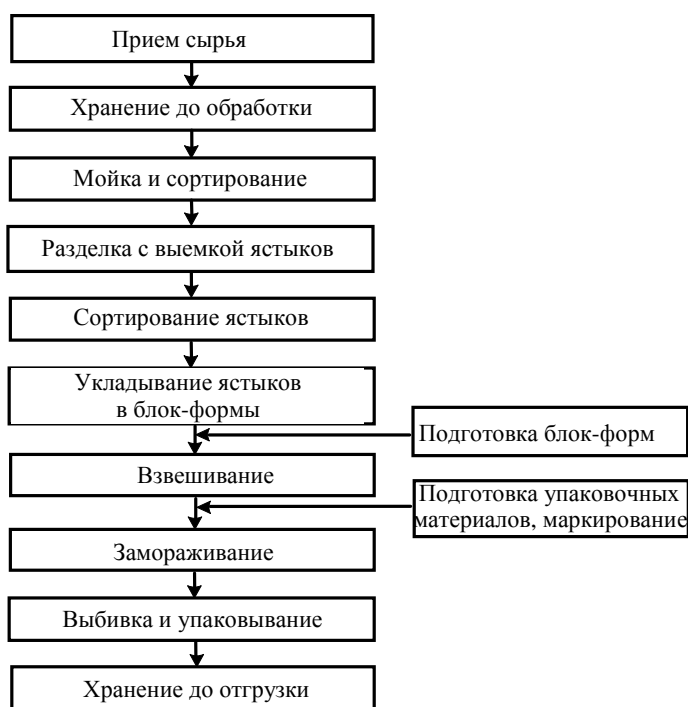 Прием сырья
Хранение до обработки
Мойка и сортирование
Разделка с выемкой ястыков
Сортирование ястыков
Укладывание ястыков
в блок-формы
Подготовка блок-форм
Взвешивание
Подготовка упаковочных
материалов, маркирование
Замораживание
Выбивка и упаковывание
Хранение до отгрузки